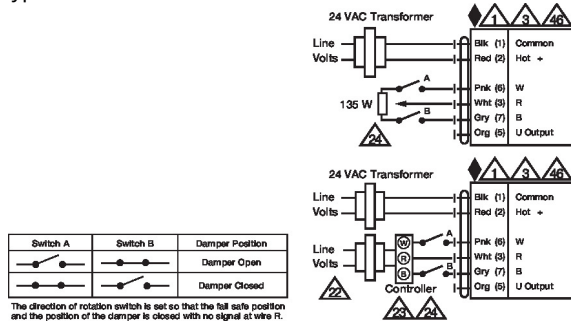 24 VAC Transformer
1 3 46
Line
Volts
Blk (1) Common
Red (2) Hot +
A
Pnk (6) W
135 W
Wht (3) R
B
Gry (7) B
Org (5) U Output
24
24 VAC Transformer
1 3 46
Line
Volts
Blk (1) Common
Red (2) Hot +
A
W
Pnk (6) W
Line
Volts
R
Wht (3) R
B
B
Gry (7) B
Controller
Org (5) U Output
22
23 24
Switch A Switch B Damper Position
Damper Open
Damper Closed
The direction of rotation switch is set so that the fail safe position
and the position of the damper is closed with no signal at wire R.